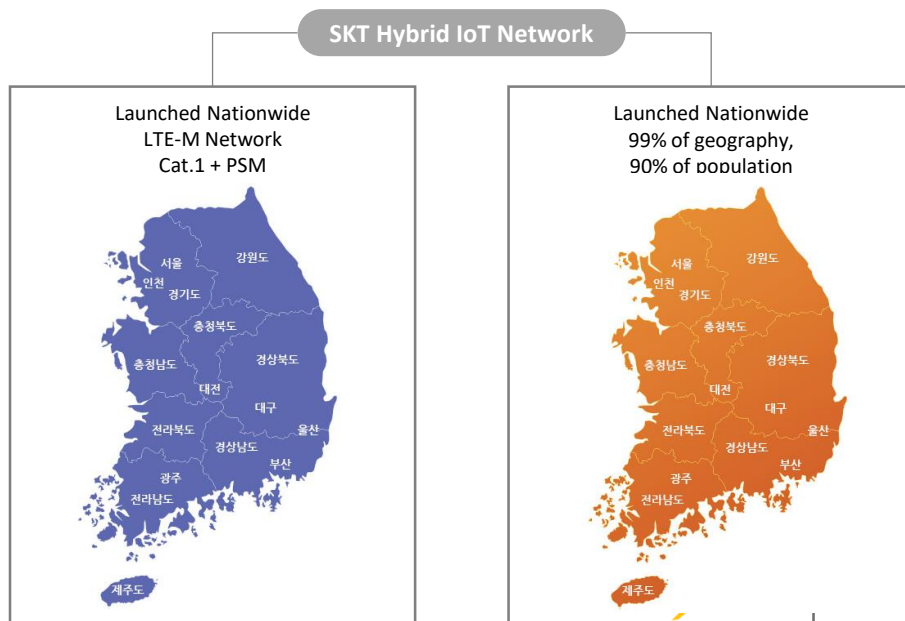 SKT Hybrid IoT Network
Launched Nationwide
LTE-M Network
Cat.1 + PSM
서울
강원도
인천
경기도
충청북도
충청남도
경상북도
대전
대구
전라북도
울산
경상남도
부산
광주
전라남도
제주도
Launched Nationwide
99% of geography,
90% of population
서울
강원도
인천
경기도
충청북도
충청남도
경상북도
대전
대구
전라북도
울산
경상남도
부산
광주
전라남도
제주도